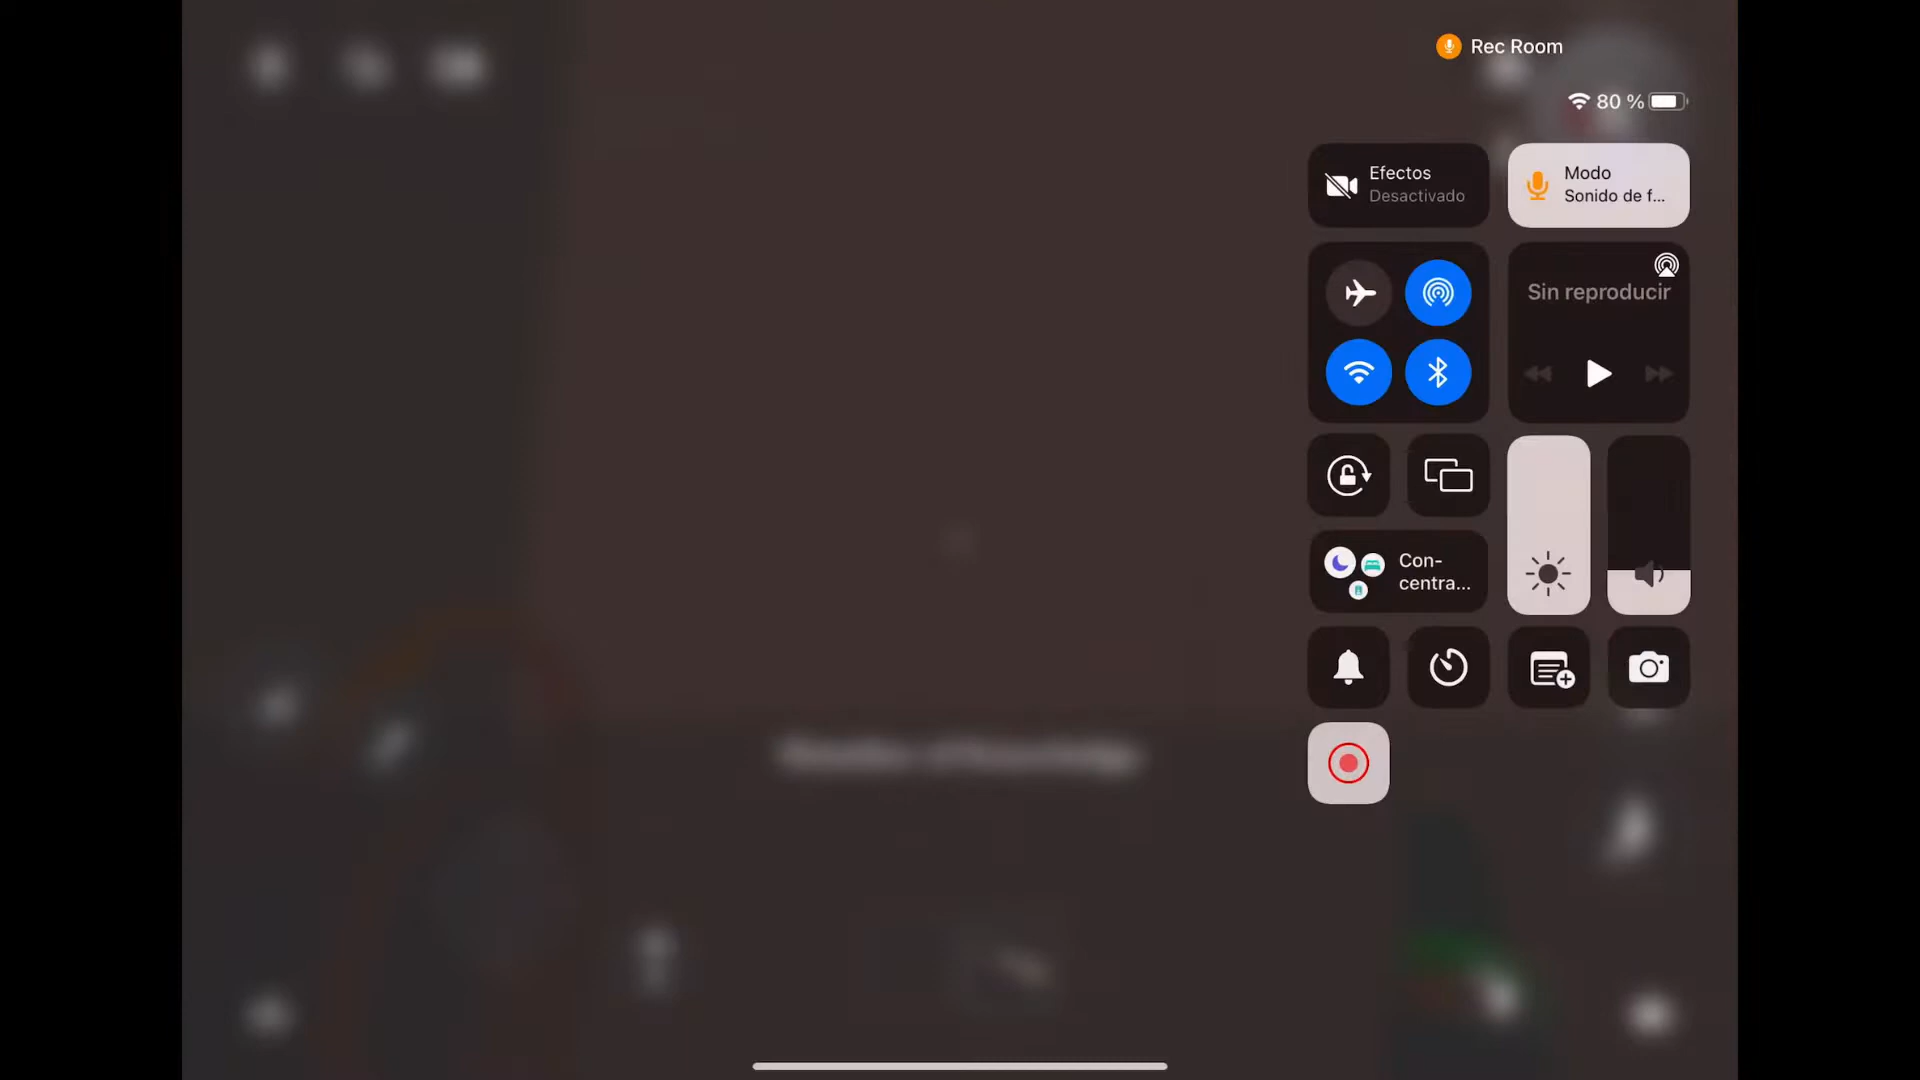 Rec Room
80 %
Efectos
Desactivado
Modo
Sonido de f...
Sin reproducir
Con-
centra...